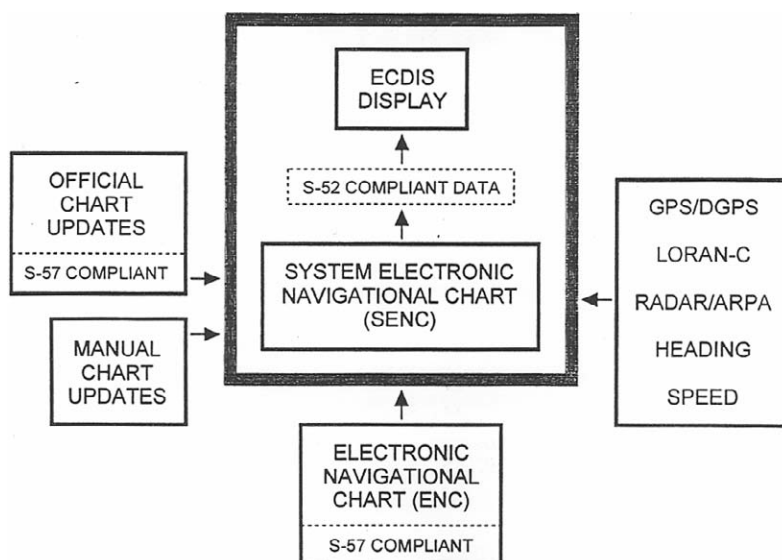 ECDIS
DISPLAY
S-52 COMPLIANT DATA
SYSTEM ELECTRONIC
NAVIGATIONAL CHART
(SENC)
OFFICIAL
CHART
UPDATES
S-57 COMPLIANT
MANUAL
CHART
UPDATES
GPS/DGPS
LORAN-C
RADAR/ARPA
HEADING
SPEED
ELECTRONIC
NAVIGATIONAL
CHART (ENC)
S-57 COMPLIANT